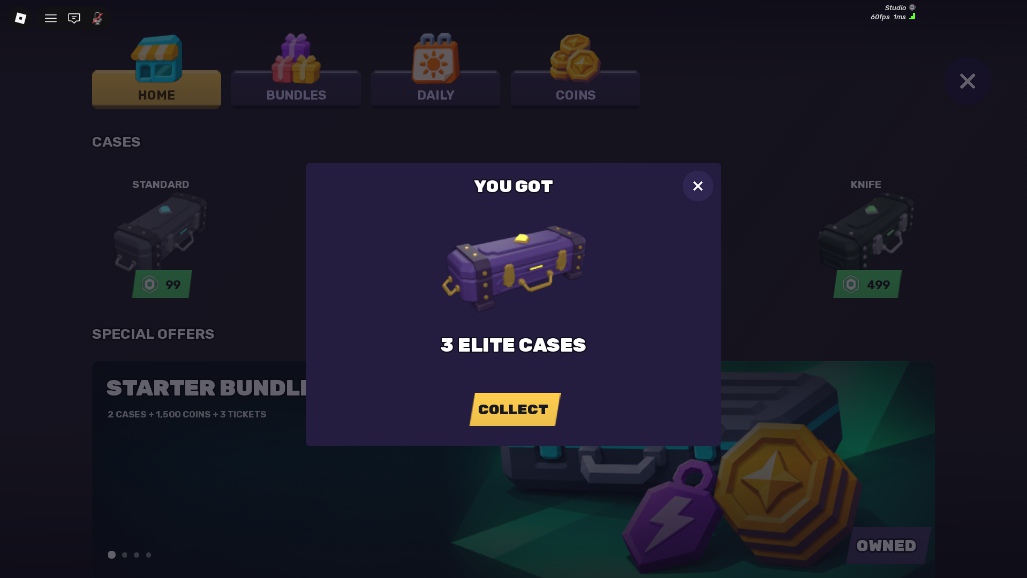 Studio
60fps 1ms
HOME
BUNDLES
DAILY
COINS
CASES
STANDARD
KNIFE
YOU GOT
99
499
3 ELITE CASES
SPECIAL OFFERS
STARTER BUNDL
2 CASES + 1,500 COINS + 3 TICKETS
COLLECT
OWNED